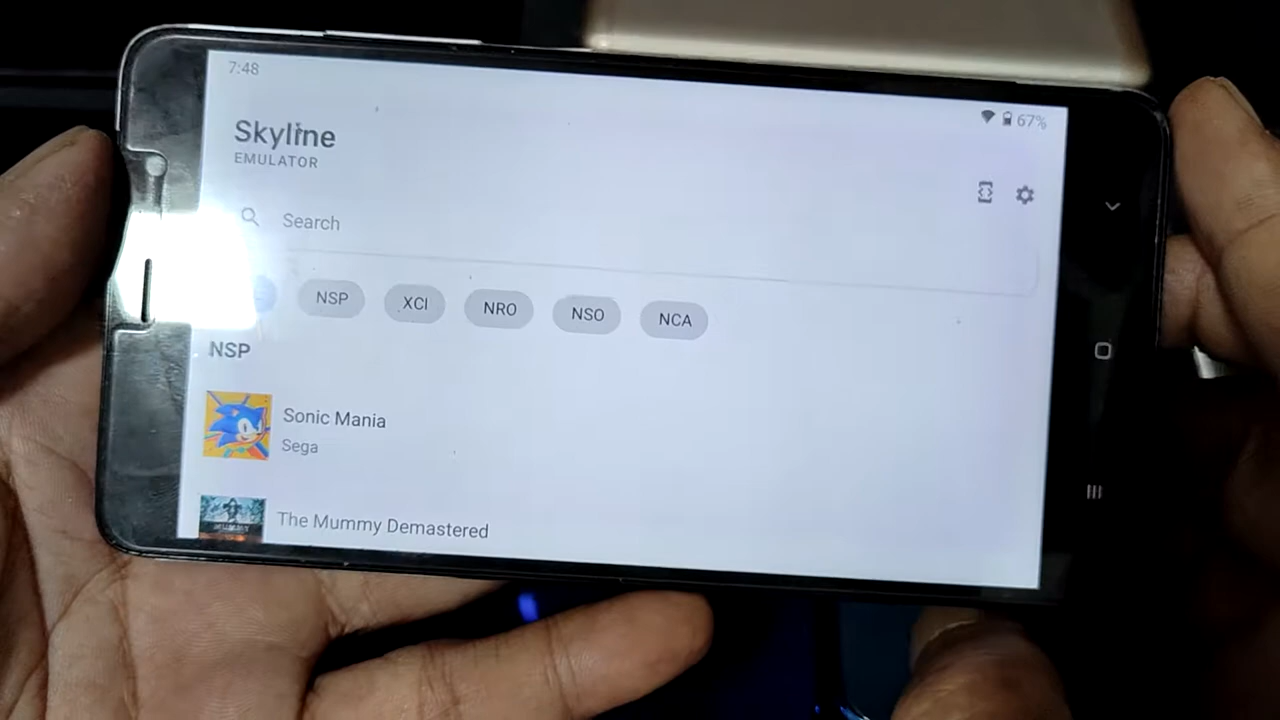 7:48
67%
Skyline
EMULATOR
Search
NSP
XCI
NRO
NSO
NCA
NSP
Sonic Mania
Sega
The Mummy Demastered